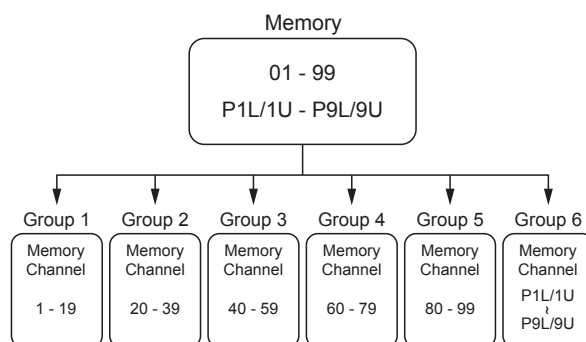 Memory
01 - 99
P1L/1U - P9L/9U
Group 1
Memory
Channel
1 - 19
Group 2
Memory
Channel
20 - 39
Group 3
Memory
Channel
40 - 59
Group 4
Memory
Channel
60 - 79
Group 5
Memory
Channel
80 - 99
Group 6
Memory
Channel
P1L/1U
~
P9L/9U